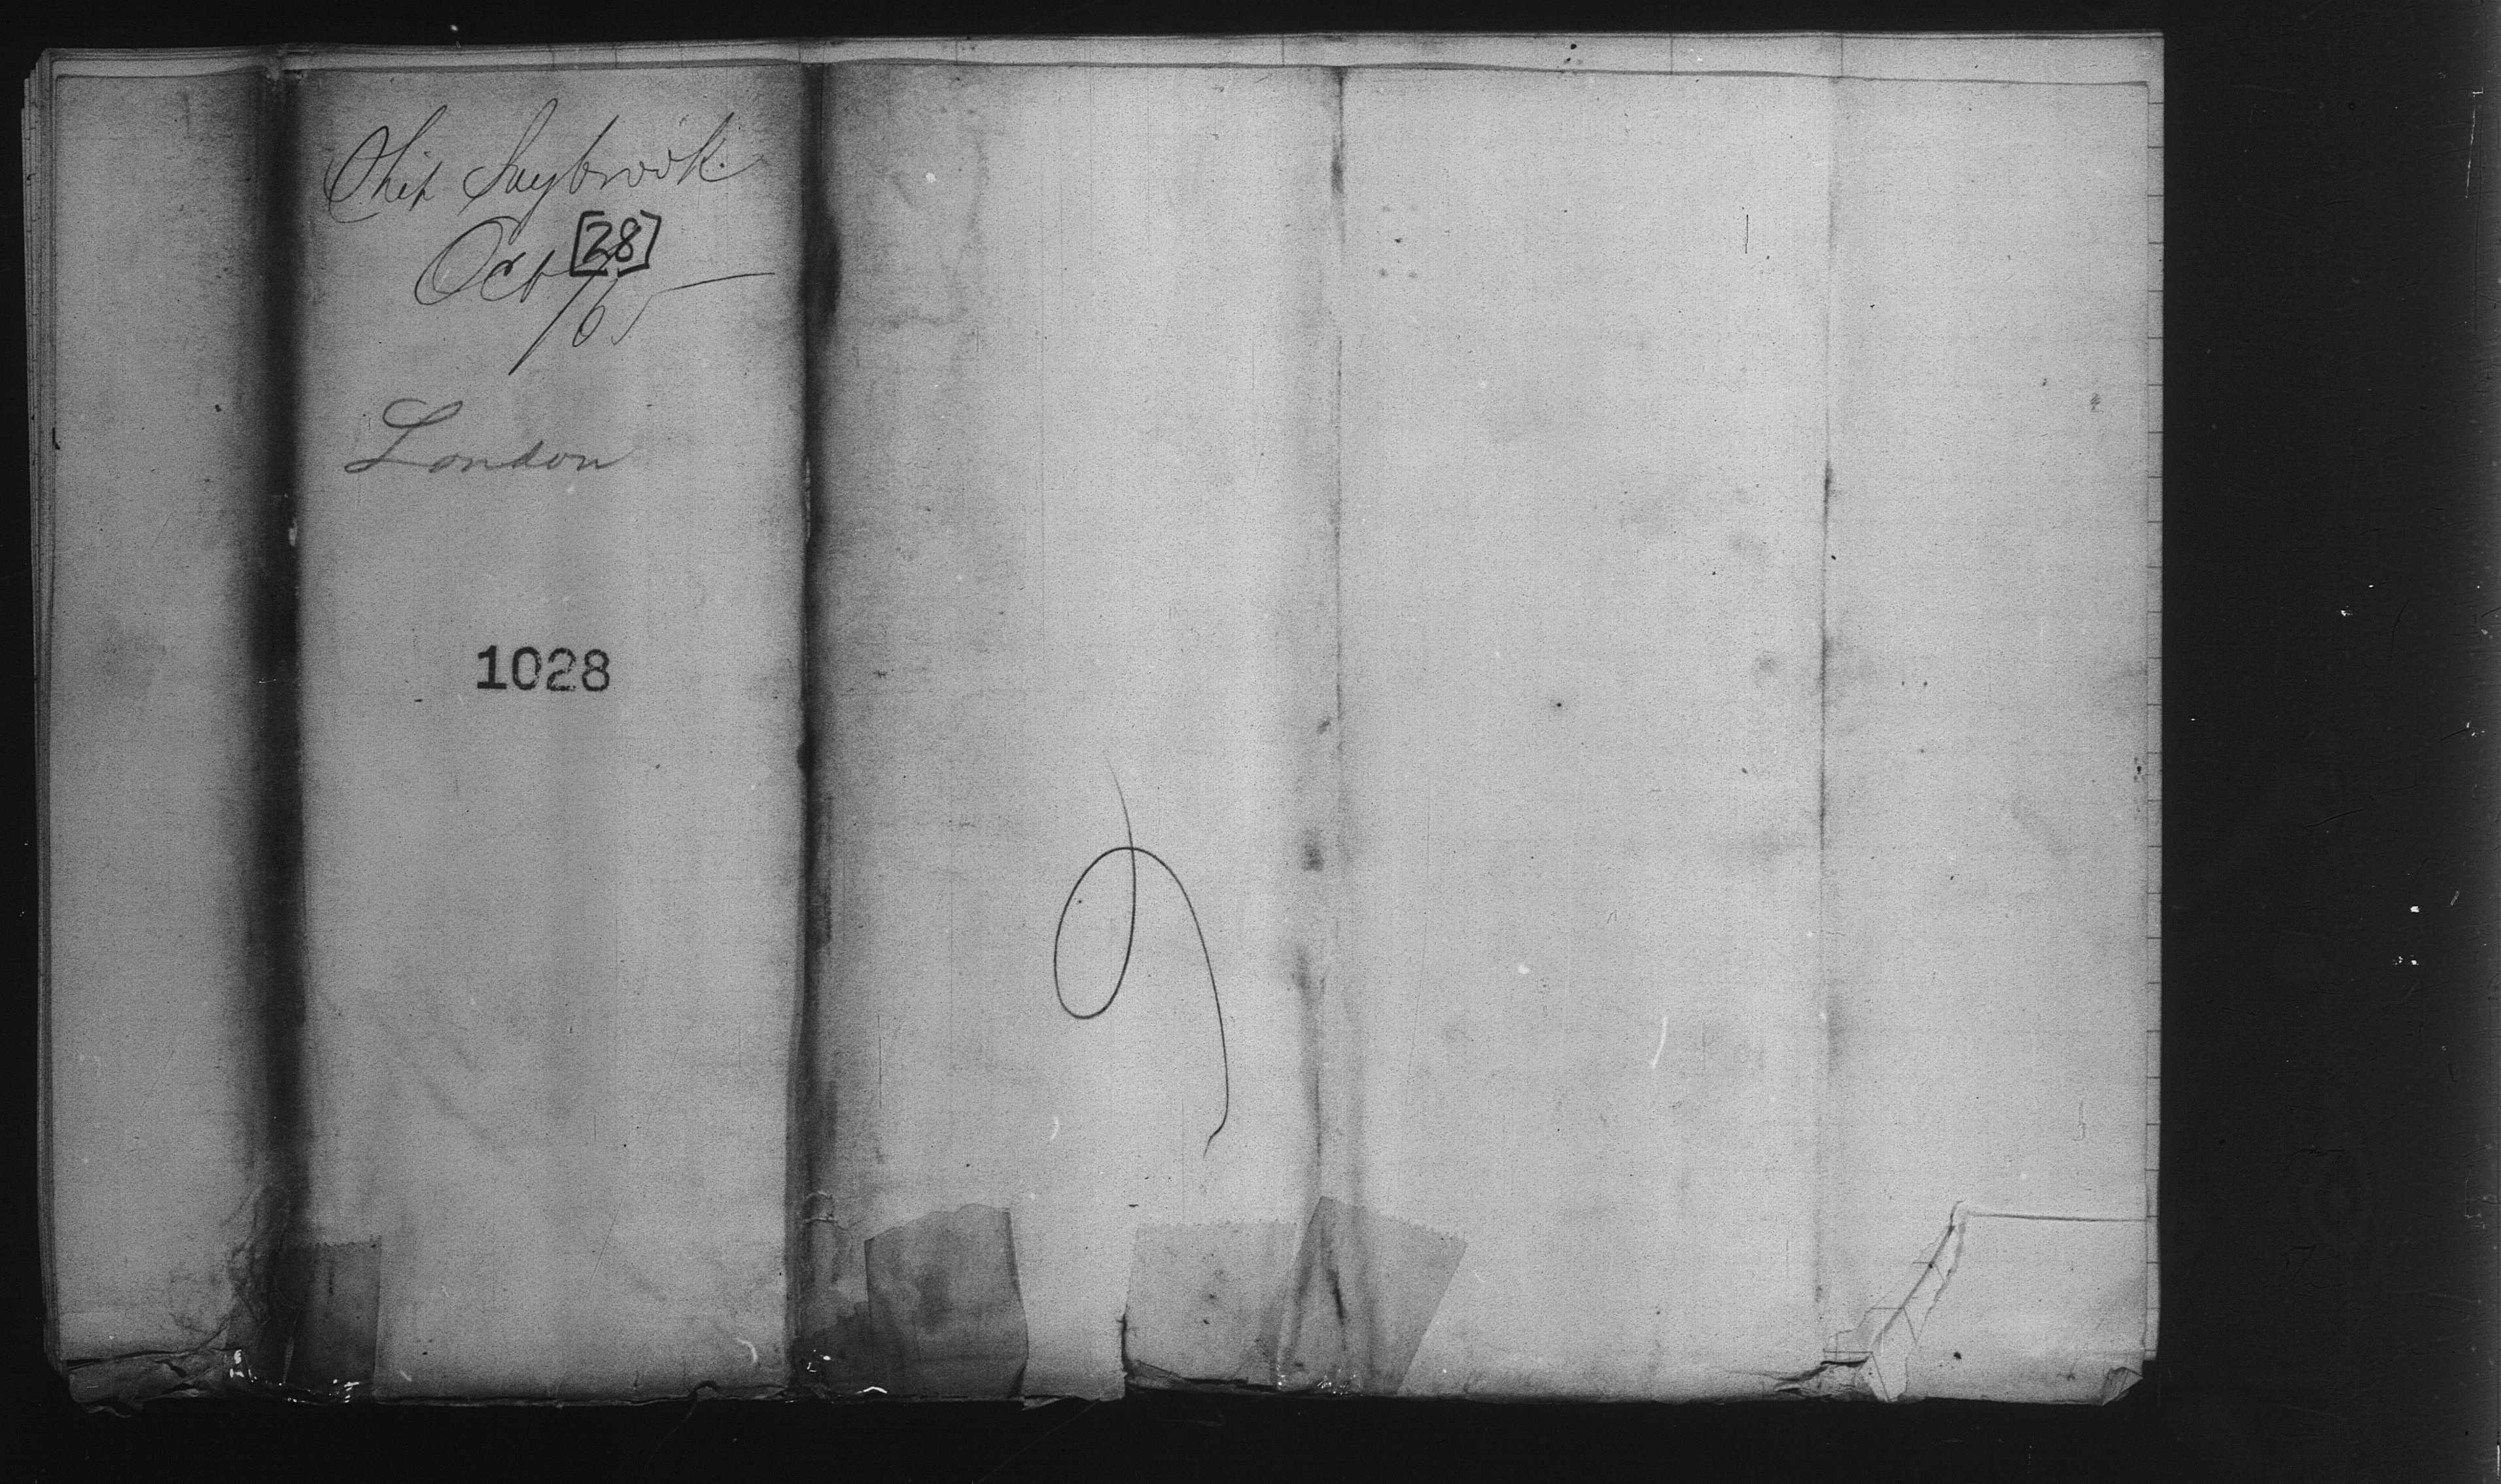 Ship Saybrook
Oct [28]
/65
London
1028